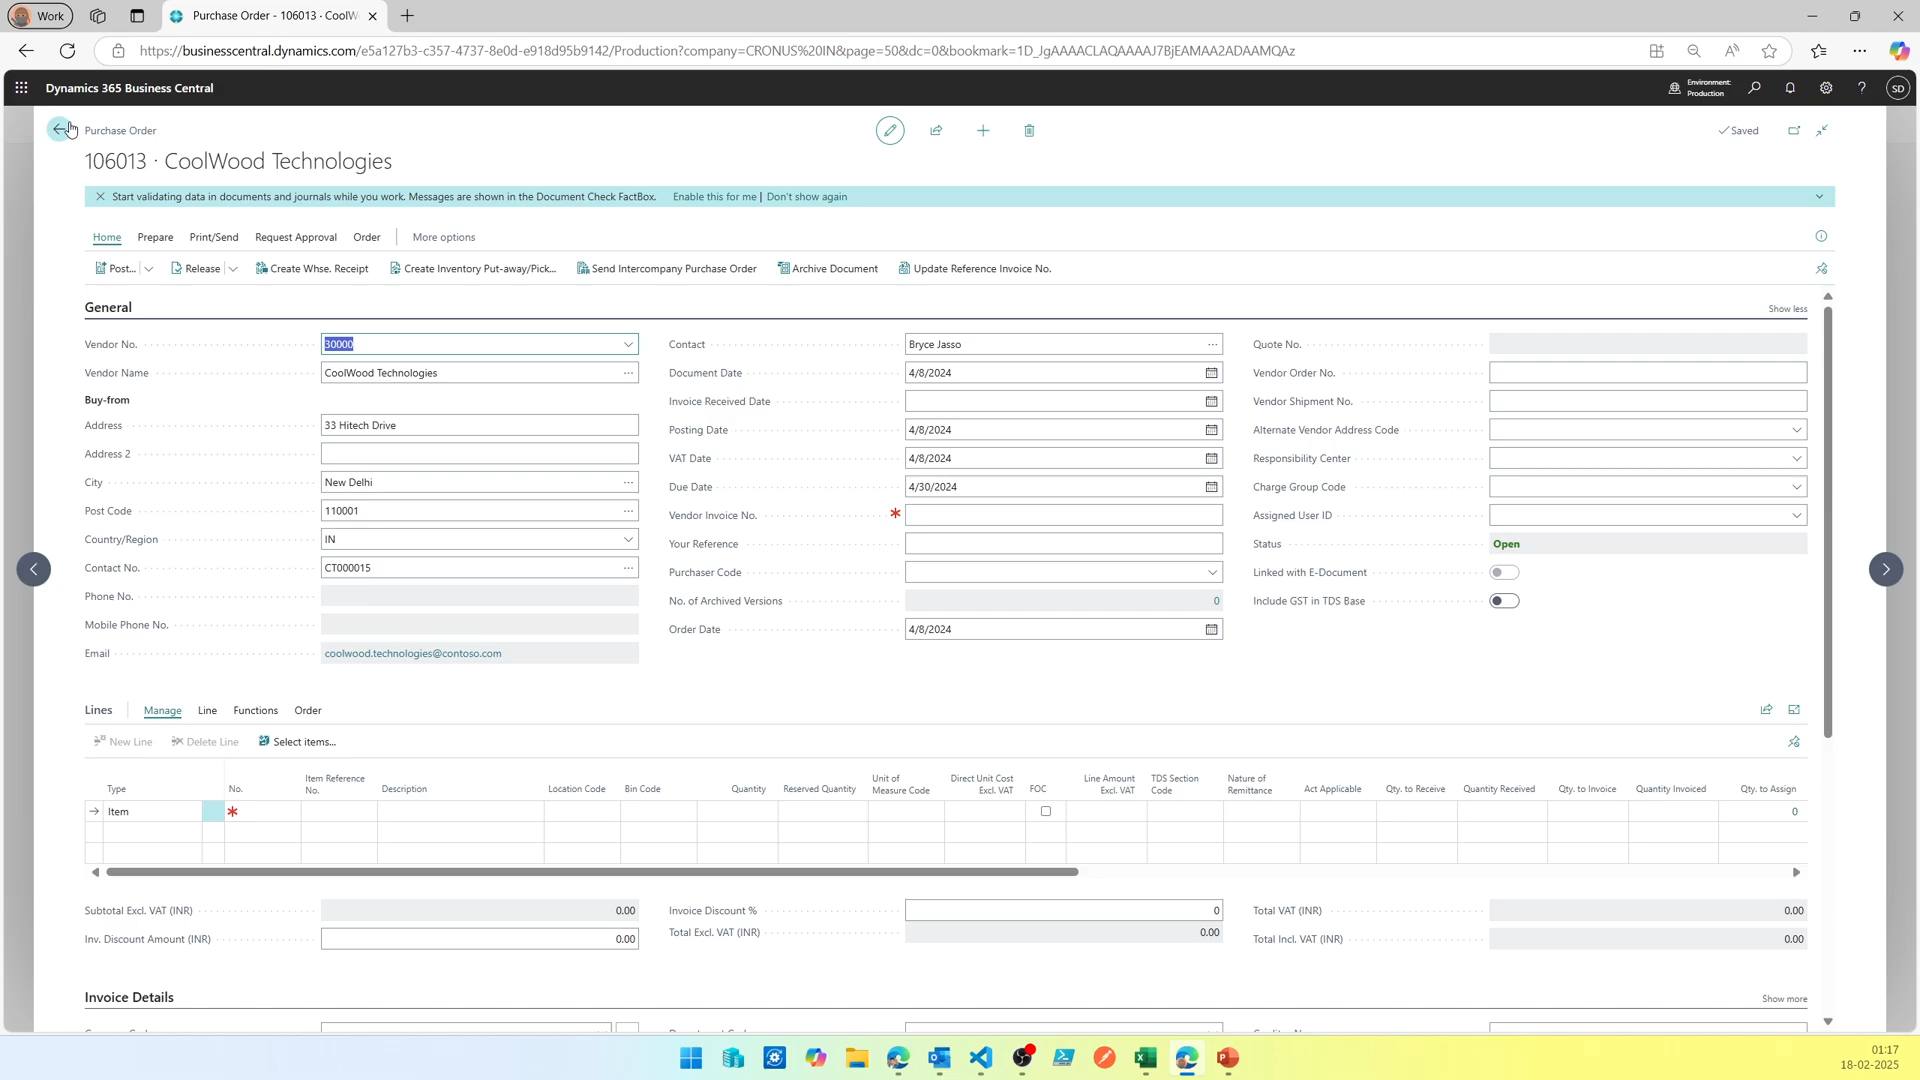 Work
Purchase Order - 106013 · CoolW
https://businesscentral.dynamics.com/e5a127b3-c357-4737-8e0d-e918d95b9142/Production?company=CRONUS%20IN&page=50&dc=0&bookmark=1D_JgAAAACLAQAAAAJ7BjEAMAA2ADAAMQAz
Dynamics 365 Business Central
Environment:
Production
SD
Purchase Order
Saved
106013 · CoolWood Technologies
Start validating data in documents and journals while you work. Messages are shown in the Document Check FactBox. Enable this for me | Don't show again
Home Prepare Print/Send Request Approval Order More options
Post... Release Create Whse. Receipt Create Inventory Put-away/Pick... Send Intercompany Purchase Order Archive Document Update Reference Invoice No.
General Show less
Vendor No. 30000
Vendor Name CoolWood Technologies
Buy-from
Address 33 Hitech Drive
Address 2
City New Delhi
Post Code 110001
Country/Region IN
Contact No. CT000015
Phone No.
Mobile Phone No.
Email coolwood.technologies@contoso.com
Contact Bryce Jasso
Document Date 4/8/2024
Invoice Received Date
Posting Date 4/8/2024
VAT Date 4/8/2024
Due Date 4/30/2024
Vendor Invoice No. *
Your Reference
Purchaser Code
No. of Archived Versions 0
Order Date 4/8/2024
Quote No.
Vendor Order No.
Vendor Shipment No.
Alternate Vendor Address Code
Responsibility Center
Charge Group Code
Assigned User ID
Status Open
Linked with E-Document
Include GST in TDS Base
Lines Manage Line Functions Order
New Line Delete Line Select items...
Type No. Item Reference No. Description Location Code Bin Code Quantity Reserved Quantity Unit of Measure Code Direct Unit Cost Excl. VAT FOC Line Amount Excl. VAT TDS Section Code Nature of Remittance Act Applicable Qty. to Receive Quantity Received Qty. to Invoice Quantity Invoiced Qty. to Assign
Item * 0
Subtotal Excl. VAT (INR) 0.00
Inv. Discount Amount (INR) 0.00
Invoice Discount % 0
Total Excl. VAT (INR) 0.00
Total VAT (INR) 0.00
Total Incl. VAT (INR) 0.00
Invoice Details Show more
01:17
18-02-2025